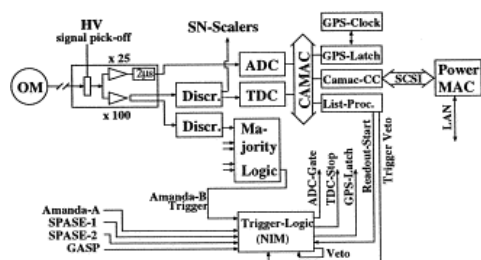 HV
signal pick-off
SN-Scalers
GPS-Clock
x 25
2μs
ADC
GPS-Latch
OM
CAMAC
Camac-CC
SCSI
Power
MAC
Discr.
TDC
List-Proc.
x 100
Discr.
Ma-
jority
Logic
LAN
ADC-Gate
TDC-Stop
GPS-Latch
Readout-Start
Trigger Veto
Amanda-B
Trigger
Amanda-A
SPASE-1
SPASE-2
GASP
Trigger-Logic
(NIM)
Veto